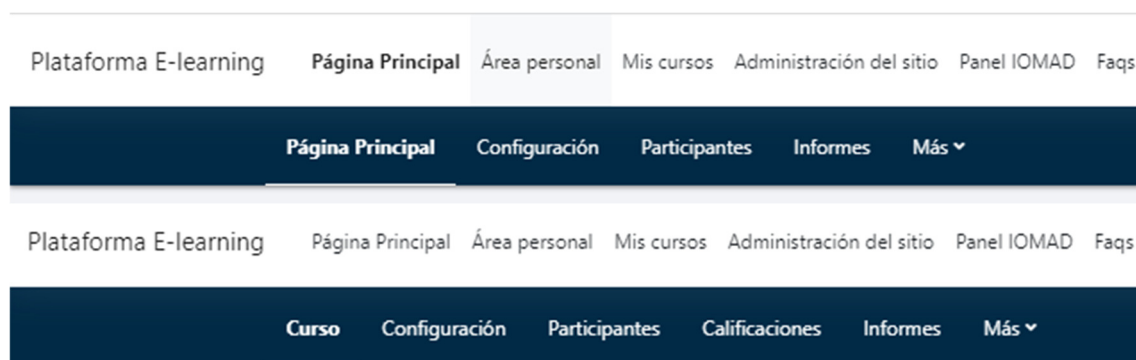 Plataforma E-learning Página Principal Área personal Mis cursos Administración del sitio Panel IOMAD Faqs
Página Principal Configuración Participantes Informes Más
Plataforma E-learning Página Principal Área personal Mis cursos Administración del sitio Panel IOMAD Faqs
Curso Configuración Participantes Calificaciones Informes Más